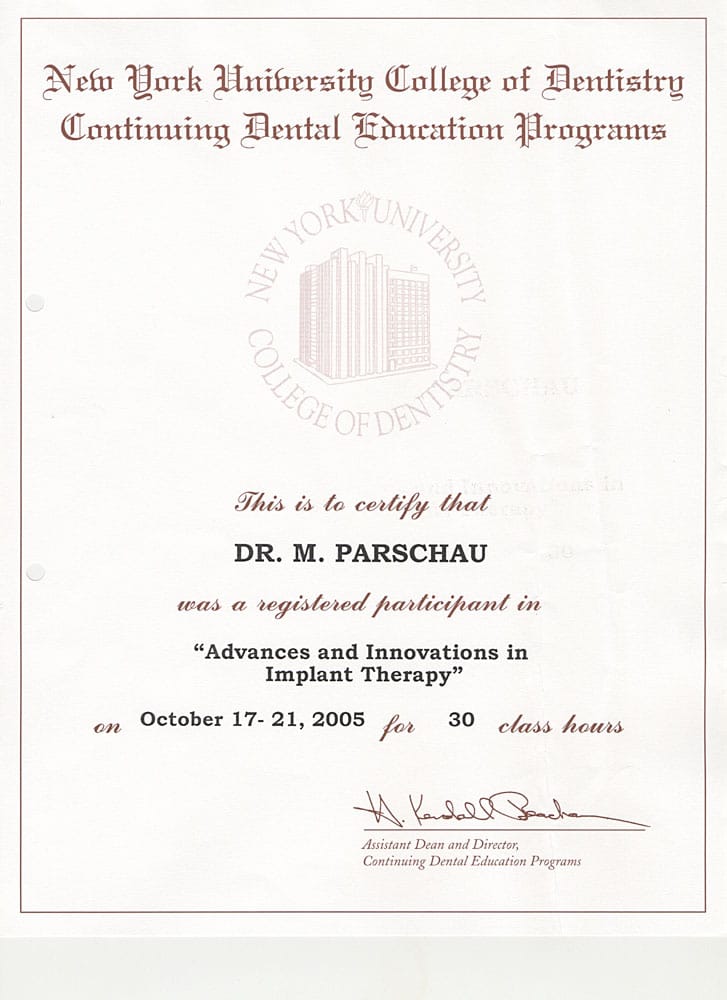 New York University College of Dentistry
Continuing Dental Education Programs
NEW YORK UNIVERSITY
COLLEGE OF DENTISTRY
This is to certify that
DR. M. PARSCHAU
was a registered participant in
“Advances and Innovations in
Implant Therapy”
on October 17- 21, 2005 for 30 class hours
H. Kendall Beacham
Assistant Dean and Director,
Continuing Dental Education Programs